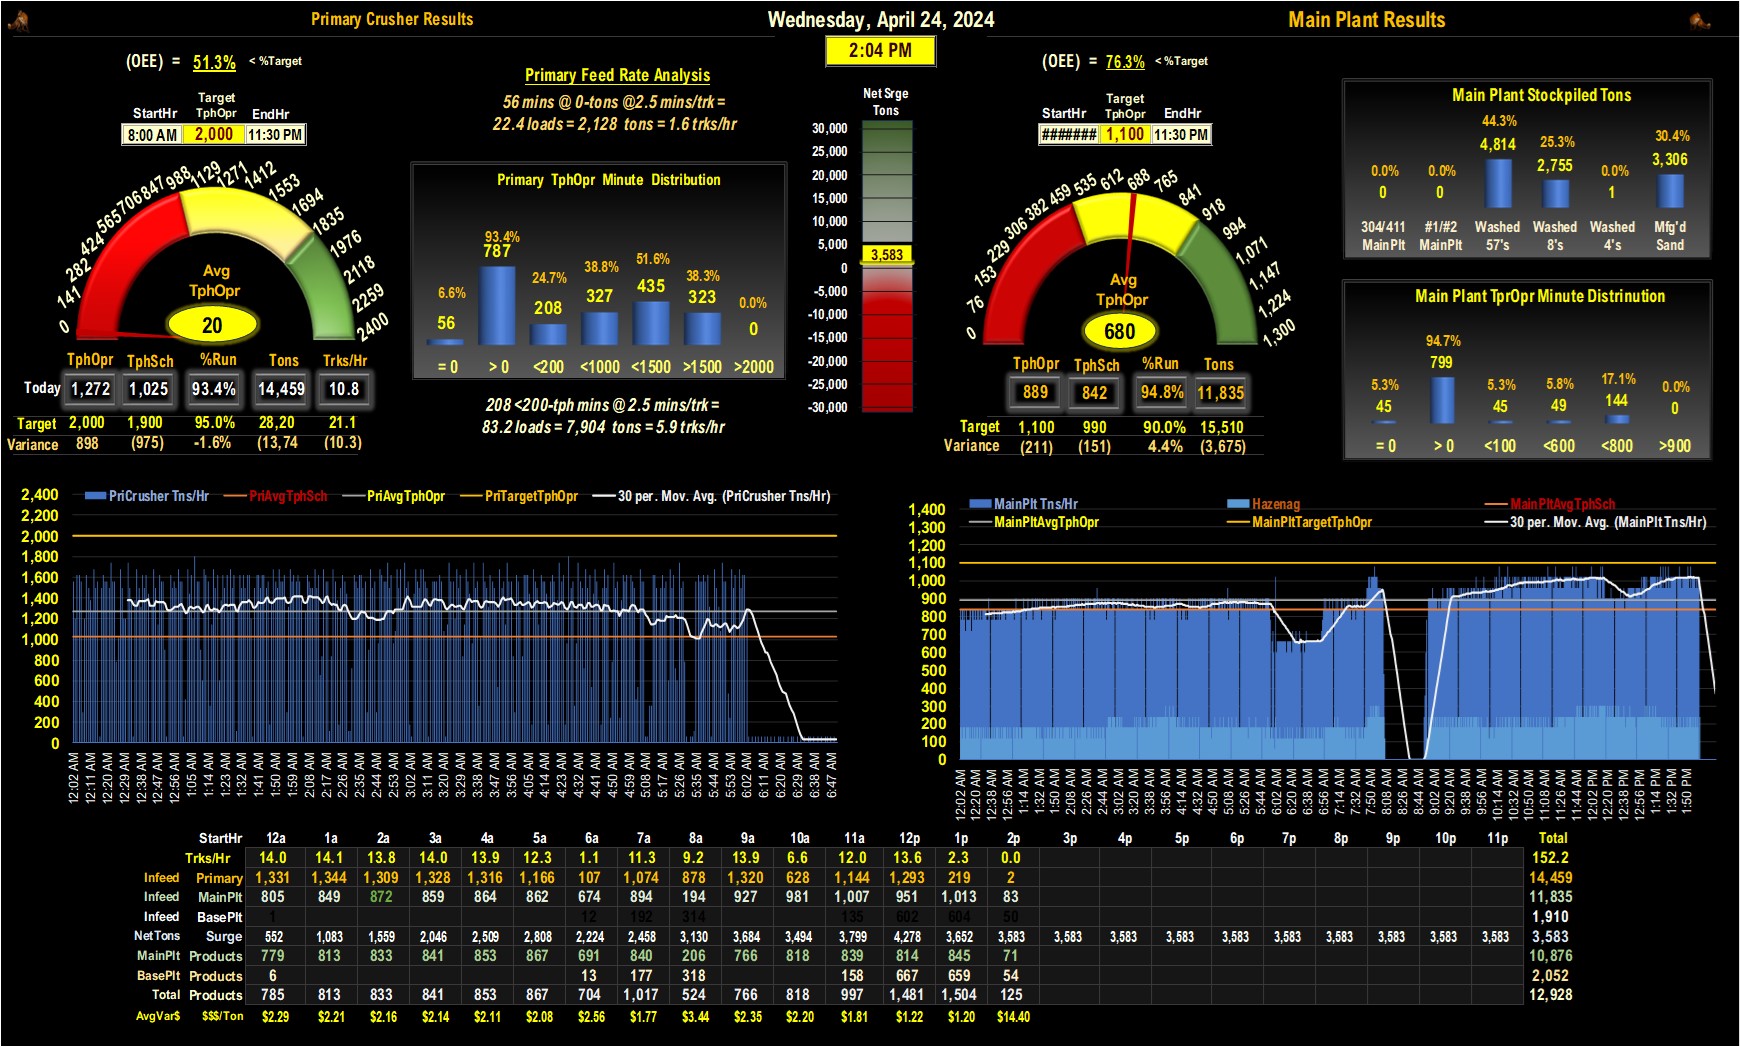 Primary Crusher Results
Wednesday, April 24, 2024
Main Plant Results
2:04 PM
(OEE) = 51.3% < %Target
Target
StartHr TphOpr EndHr
8:00 AM 2,000 11:30 PM
0 141 282 424 565 706 847 988 1129 1271 1412 1553 1694 1835 1976 2118 2259 2400
Avg
TphOpr
20
TphOpr TphSch %Run Tons Trks/Hr
Today 1,272 1,025 93.4% 14,459 10.8
Target 2,000 1,900 95.0% 28,20 21.1
Variance 898 (975) -1.6% (13,74 (10.3)
Primary Feed Rate Analysis
56 mins @ 0-tons @2.5 mins/trk =
22.4 loads = 2,128 tons = 1.6 trks/hr
Primary TphOpr Minute Distribution
6.6% 93.4% 24.7% 38.8% 51.6% 38.3% 0.0%
56 787 208 327 435 323 0
= 0 > 0 <200 <1000 <1500 >1500 >2000
208 <200-tph mins @ 2.5 mins/trk =
83.2 loads = 7,904 tons = 5.9 trks/hr
Net Srge
Tons
30,000
25,000
20,000
15,000
10,000
5,000
3,583
0
-5,000
-10,000
-15,000
-20,000
-25,000
-30,000
(OEE) = 76.3% < %Target
Target
StartHr TphOpr EndHr
####### 1,100 11:30 PM
0 76 153 229 306 382 459 535 612 688 765 841 918 994 1,071 1,147 1,224 1,300
Avg
TphOpr
680
TphOpr TphSch %Run Tons
889 842 94.8% 11,835
Target 1,100 990 90.0% 15,510
Variance (211) (151) 4.4% (3,675)
Main Plant Stockpiled Tons
0.0% 0.0% 44.3% 25.3% 0.0% 30.4%
0 0 4,814 2,755 1 3,306
304/411 #1/#2 Washed Washed Washed Mfg'd
MainPlt MainPlt 57's 8's 4's Sand
Main Plant TprOpr Minute Distrinution
5.3% 94.7% 5.3% 5.8% 17.1% 0.0%
45 799 45 49 144 0
= 0 > 0 <100 <600 <800 >900
PriCrusher Tns/Hr PriAvgTphSch PriAvgTphOpr PriTargetTphOpr 30 per. Mov. Avg. (PriCrusher Tns/Hr)
2,400
2,200
2,000
1,800
1,600
1,400
1,200
1,000
800
600
400
200
0
12:02 AM 12:11 AM 12:20 AM 12:29 AM 12:38 AM 12:47 AM 12:56 AM 1:05 AM 1:14 AM 1:23 AM 1:32 AM 1:41 AM 1:50 AM 1:59 AM 2:08 AM 2:17 AM 2:26 AM 2:35 AM 2:44 AM 2:53 AM 3:02 AM 3:11 AM 3:20 AM 3:29 AM 3:38 AM 3:47 AM 3:56 AM 4:05 AM 4:14 AM 4:23 AM 4:32 AM 4:41 AM 4:50 AM 4:59 AM 5:08 AM 5:17 AM 5:26 AM 5:35 AM 5:44 AM 5:53 AM 6:02 AM 6:11 AM 6:20 AM 6:29 AM 6:38 AM 6:47 AM
MainPlt Tns/Hr Hazenag MainPltAvgTphSch
MainPltAvgTphOpr MainPltTargetTphOpr 30 per. Mov. Avg. (MainPlt Tns/Hr)
1,400
1,300
1,200
1,100
1,000
900
800
700
600
500
400
300
200
100
0
12:02 AM 12:20 AM 12:38 AM 12:56 AM 1:14 AM 1:32 AM 1:50 AM 2:08 AM 2:26 AM 2:44 AM 3:02 AM 3:20 AM 3:38 AM 3:56 AM 4:14 AM 4:32 AM 4:50 AM 5:08 AM 5:26 AM 5:44 AM 6:02 AM 6:20 AM 6:38 AM 6:56 AM 7:14 AM 7:32 AM 7:50 AM 8:08 AM 8:26 AM 8:44 AM 9:02 AM 9:20 AM 9:38 AM 9:56 AM 10:14 AM 10:32 AM 10:50 AM 11:08 AM 11:26 AM 11:44 AM 12:02 PM 12:20 PM 12:38 PM 12:56 PM 1:14 PM 1:32 PM 1:50 PM
StartHr 12a 1a 2a 3a 4a 5a 6a 7a 8a 9a 10a 11a 12p 1p 2p 3p 4p 5p 6p 7p 8p 9p 10p 11p Total
Trks/Hr 14.0 14.1 13.8 14.0 13.9 12.3 1.1 11.3 9.2 13.9 6.6 12.0 13.6 2.3 0.0 152.2
Infeed Primary 1,331 1,344 1,309 1,328 1,316 1,166 107 1,074 878 1,320 628 1,144 1,293 219 2 14,459
Infeed MainPlt 805 849 872 859 864 862 674 894 194 927 981 1,007 951 1,013 83 11,835
Infeed BasePlt 1 12 192 314 135 602 604 50 1,910
NetTons Surge 552 1,083 1,559 2,046 2,509 2,808 2,224 2,458 3,130 3,684 3,494 3,799 4,278 3,652 3,583 3,583 3,583 3,583 3,583 3,583 3,583 3,583 3,583 3,583 3,583
MainPlt Products 779 813 833 841 853 867 691 840 206 766 818 839 814 845 71 10,876
BasePlt Products 6 13 177 318 158 667 659 54 2,052
Total Products 785 813 833 841 853 867 704 1,017 524 766 818 997 1,481 1,504 125 12,928
AvgVar$ $$$/Ton $2.29 $2.21 $2.16 $2.14 $2.11 $2.08 $2.56 $1.77 $3.44 $2.35 $2.20 $1.81 $1.22 $1.20 $14.40